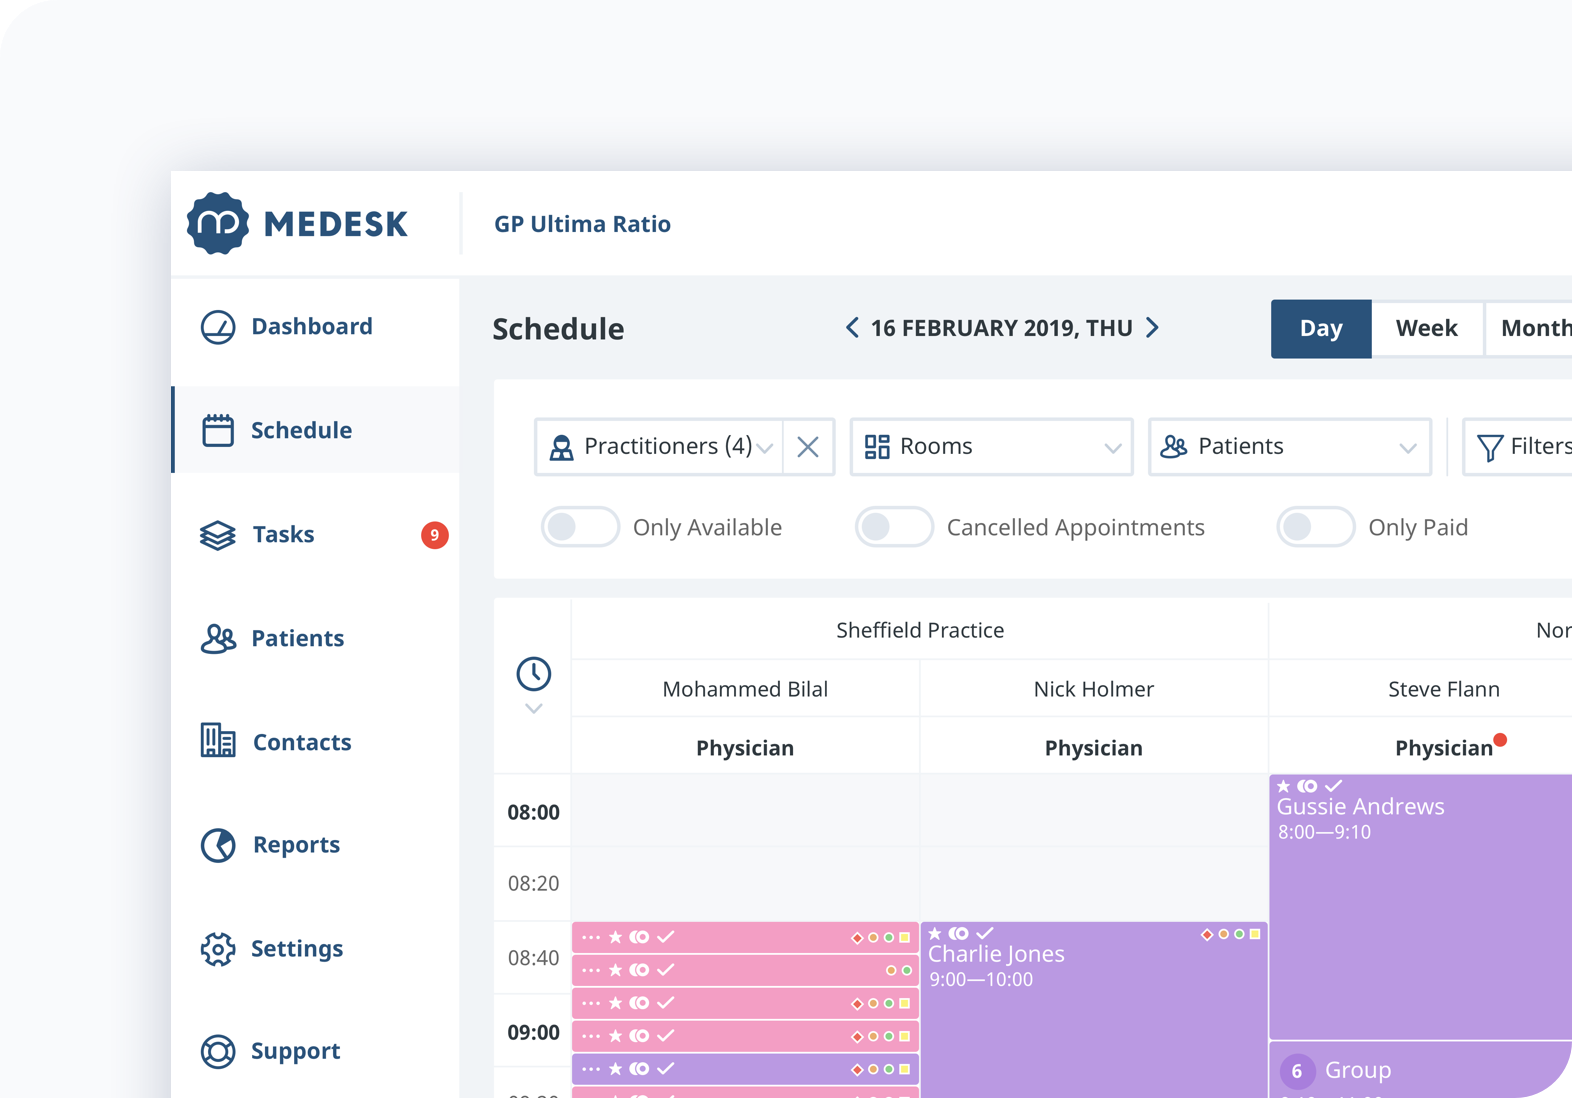 MEDESK
GP Ultima Ratio
Dashboard
Schedule
Tasks
9
Patients
Contacts
Reports
Settings
Support
Schedule
16 FEBRUARY 2019, THU
Day
Week
Month
Practitioners (4)
Rooms
Patients
Filters
Only Available
Cancelled Appointments
Only Paid
Sheffield Practice
Nor
Mohammed Bilal
Nick Holmer
Steve Flann
Physician
Physician
Physician
08:00
08:20
08:40
09:00
Gussie Andrews
8:00—9:10
Charlie Jones
9:00—10:00
6
Group